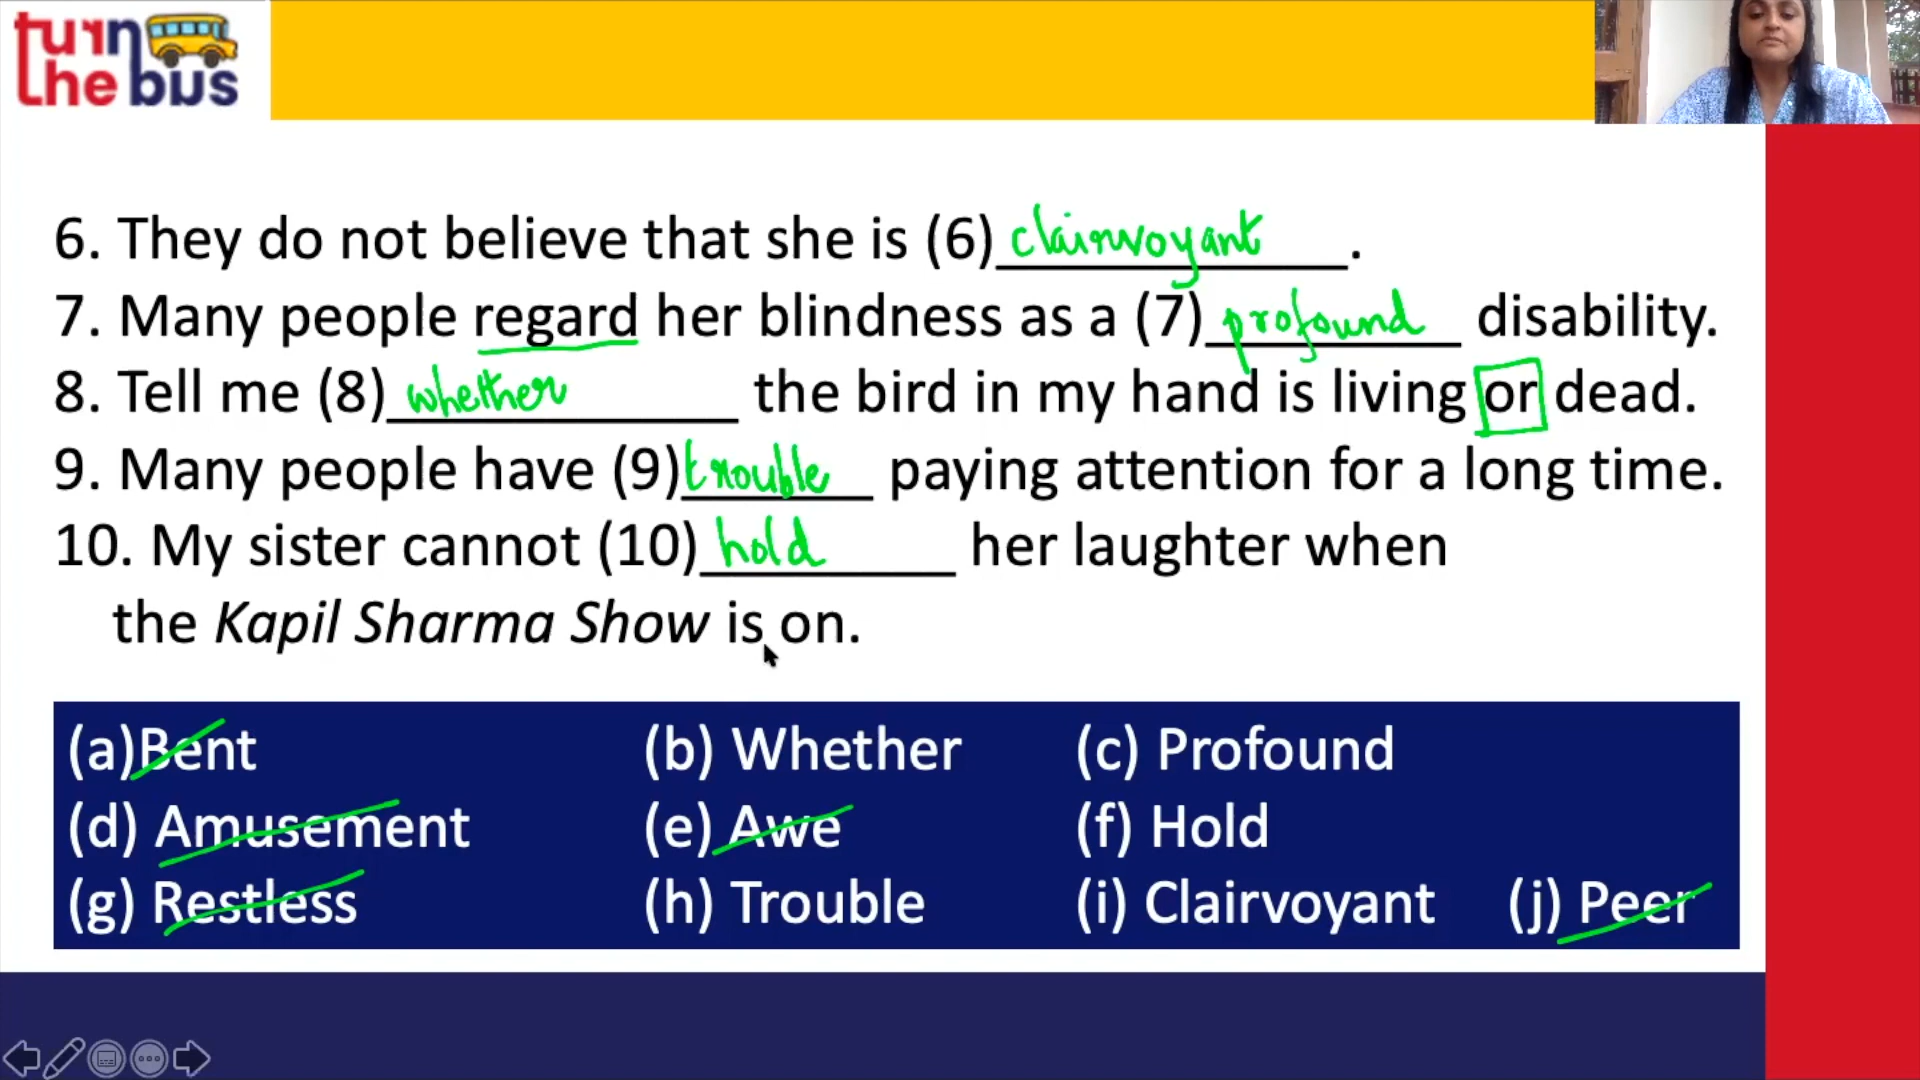 turn
the bus
6. They do not believe that she is (6) clairvoyant.
7. Many people regard her blindness as a (7) profound disability.
8. Tell me (8) whether the bird in my hand is living or dead.
9. Many people have (9) trouble paying attention for a long time.
10. My sister cannot (10) hold her laughter when
the Kapil Sharma Show is on.
(a)Bent (b) Whether (c) Profound
(d) Amusement (e) Awe (f) Hold
(g) Restless (h) Trouble (i) Clairvoyant (j) Peer